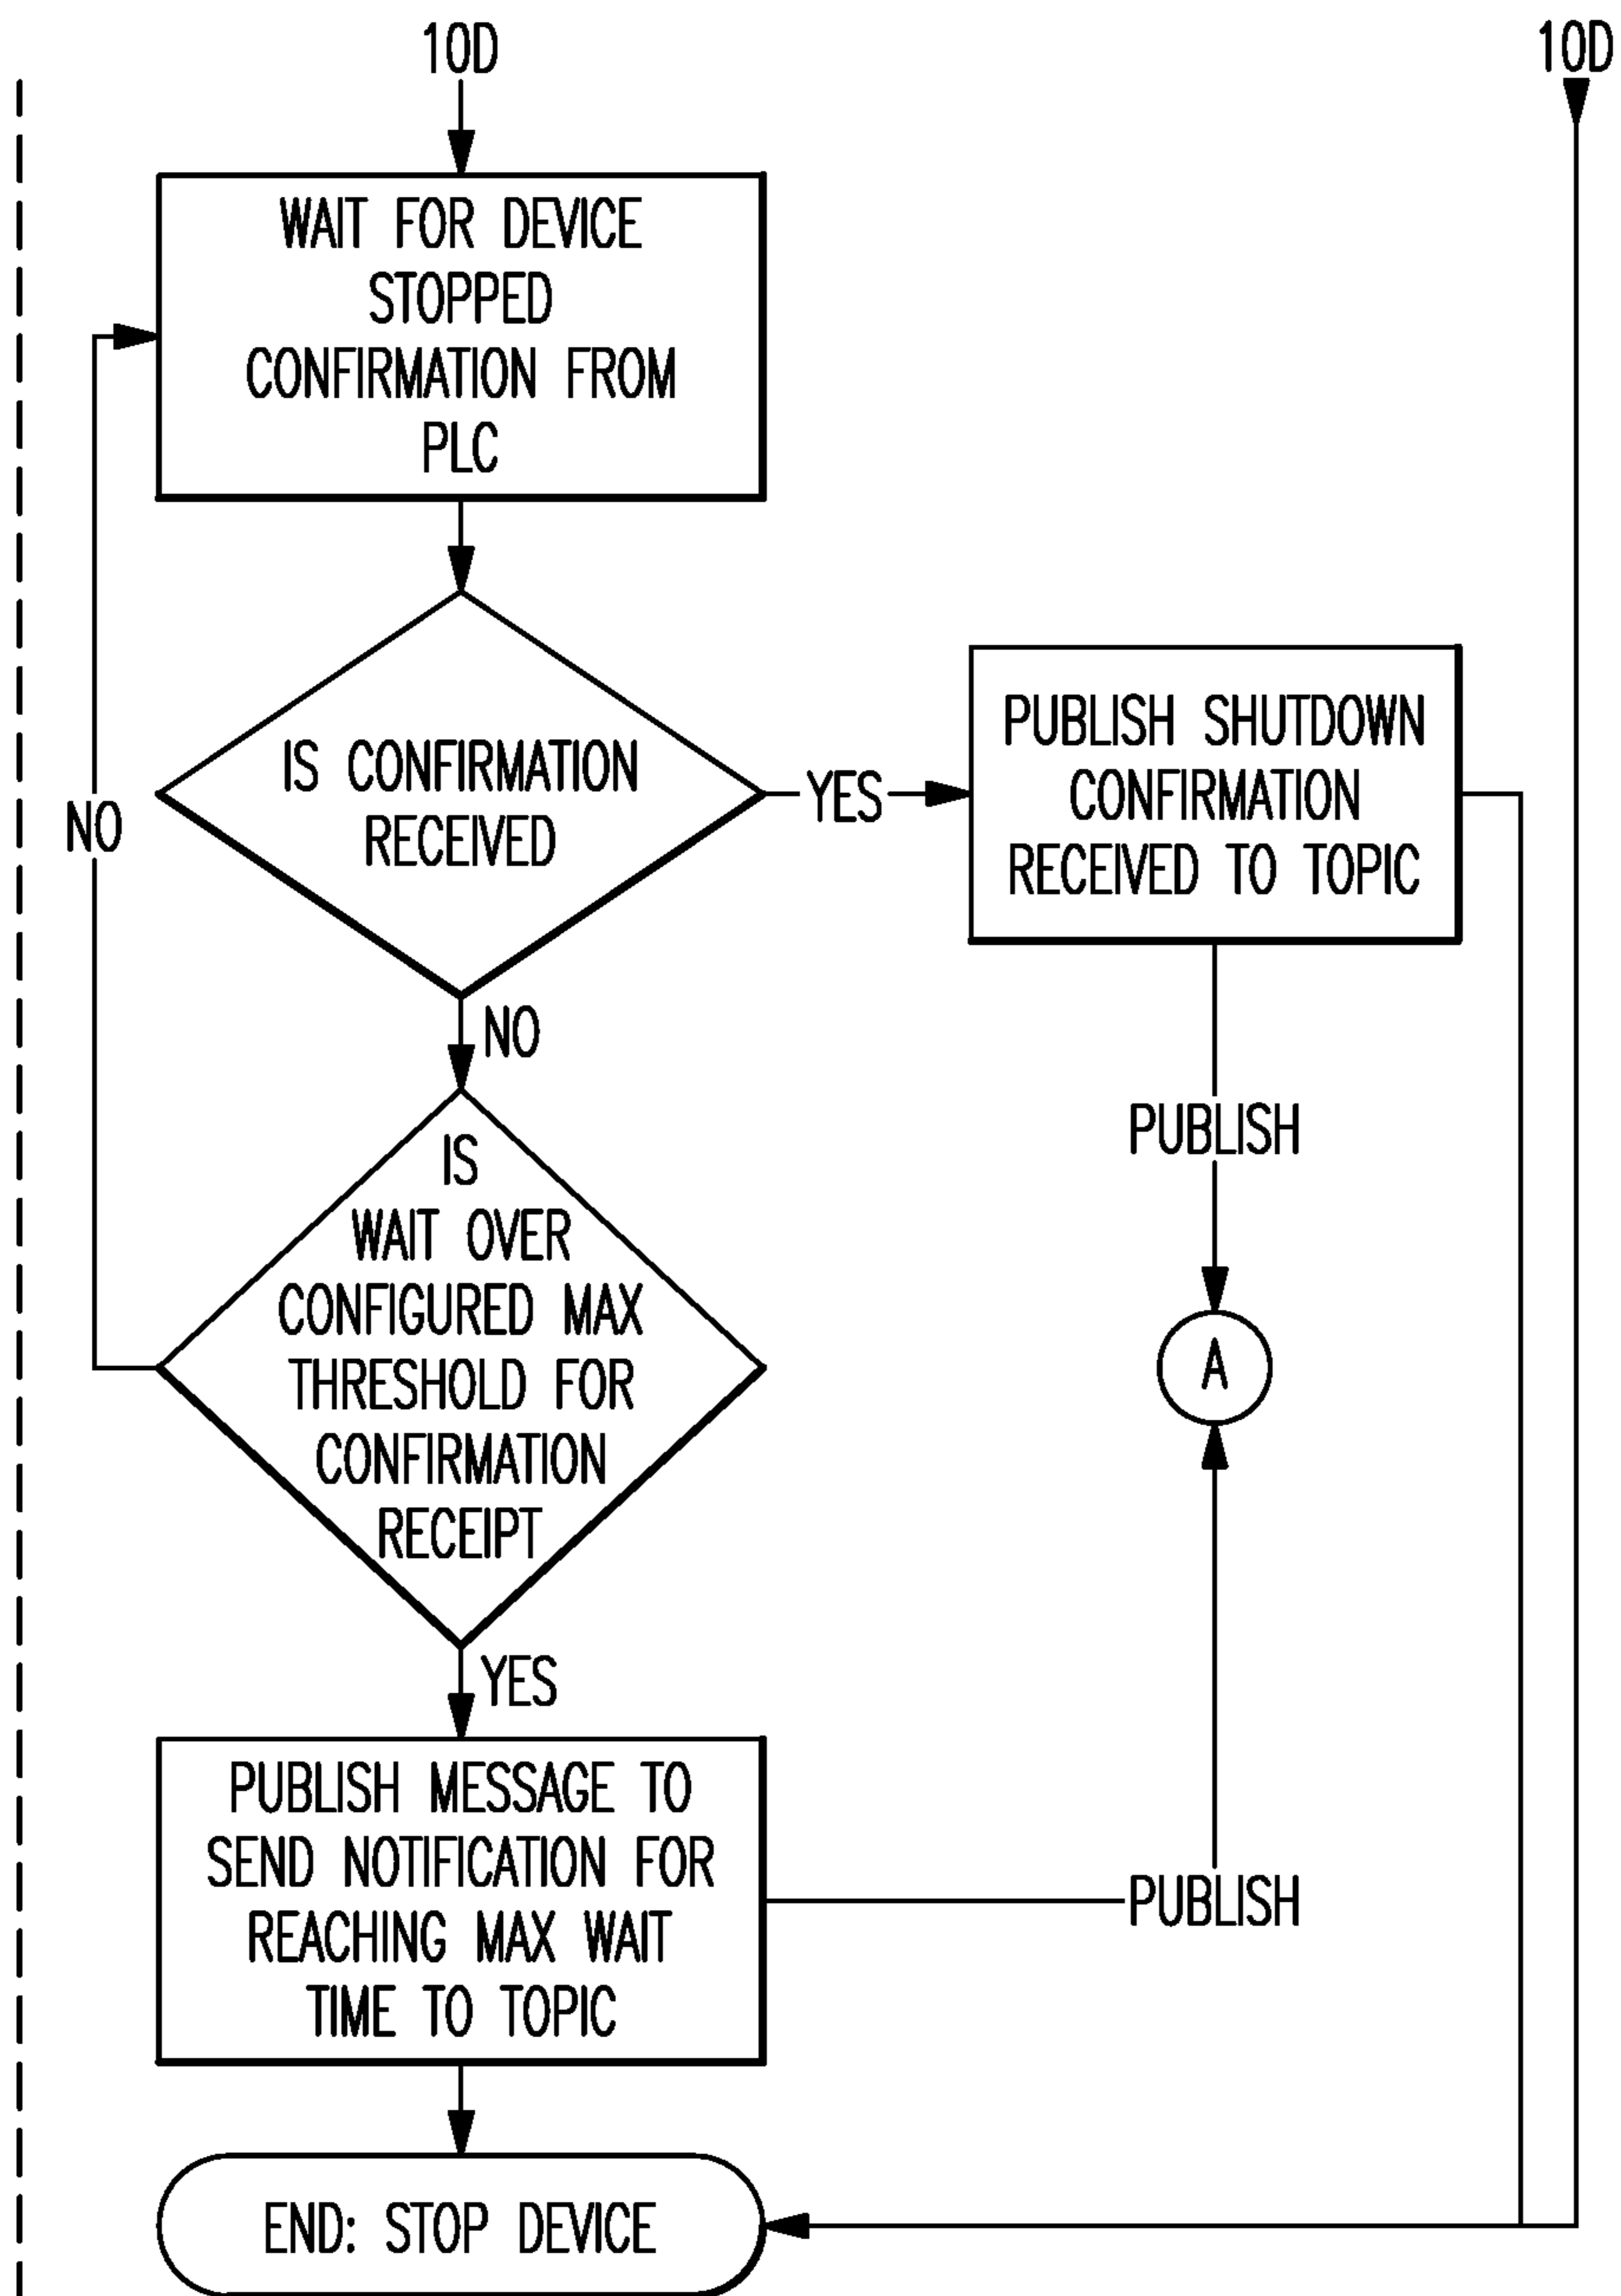 10D
10D
WAIT FOR DEVICE
STOPPED
CONFIRMATION FROM
PLC
IS CONFIRMATION
RECEIVED
YES
PUBLISH SHUTDOWN
CONFIRMATION
RECEIVED TO TOPIC
NO
NO
PUBLISH
IS
WAIT OVER
CONFIGURED MAX
THRESHOLD FOR
CONFIRMATION
RECEIPT
A
YES
PUBLISH MESSAGE TO
SEND NOTIFICATION FOR
REACHING MAX WAIT
TIME TO TOPIC
PUBLISH
END: STOP DEVICE